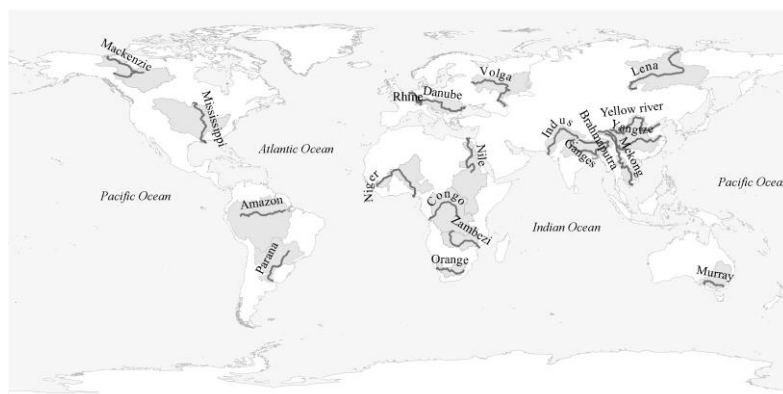 Mackenzie
Mississippi
Rhine
Danube
Volga
Lena
Yellow river
Yangtze
Indus
Brahmaputra
Ganges
Mekong
Atlantic Ocean
Nile
Niger
Pacific Ocean
Pacific Ocean
Amazon
Congo
Zambezi
Indian Ocean
Parana
Orange
Murray